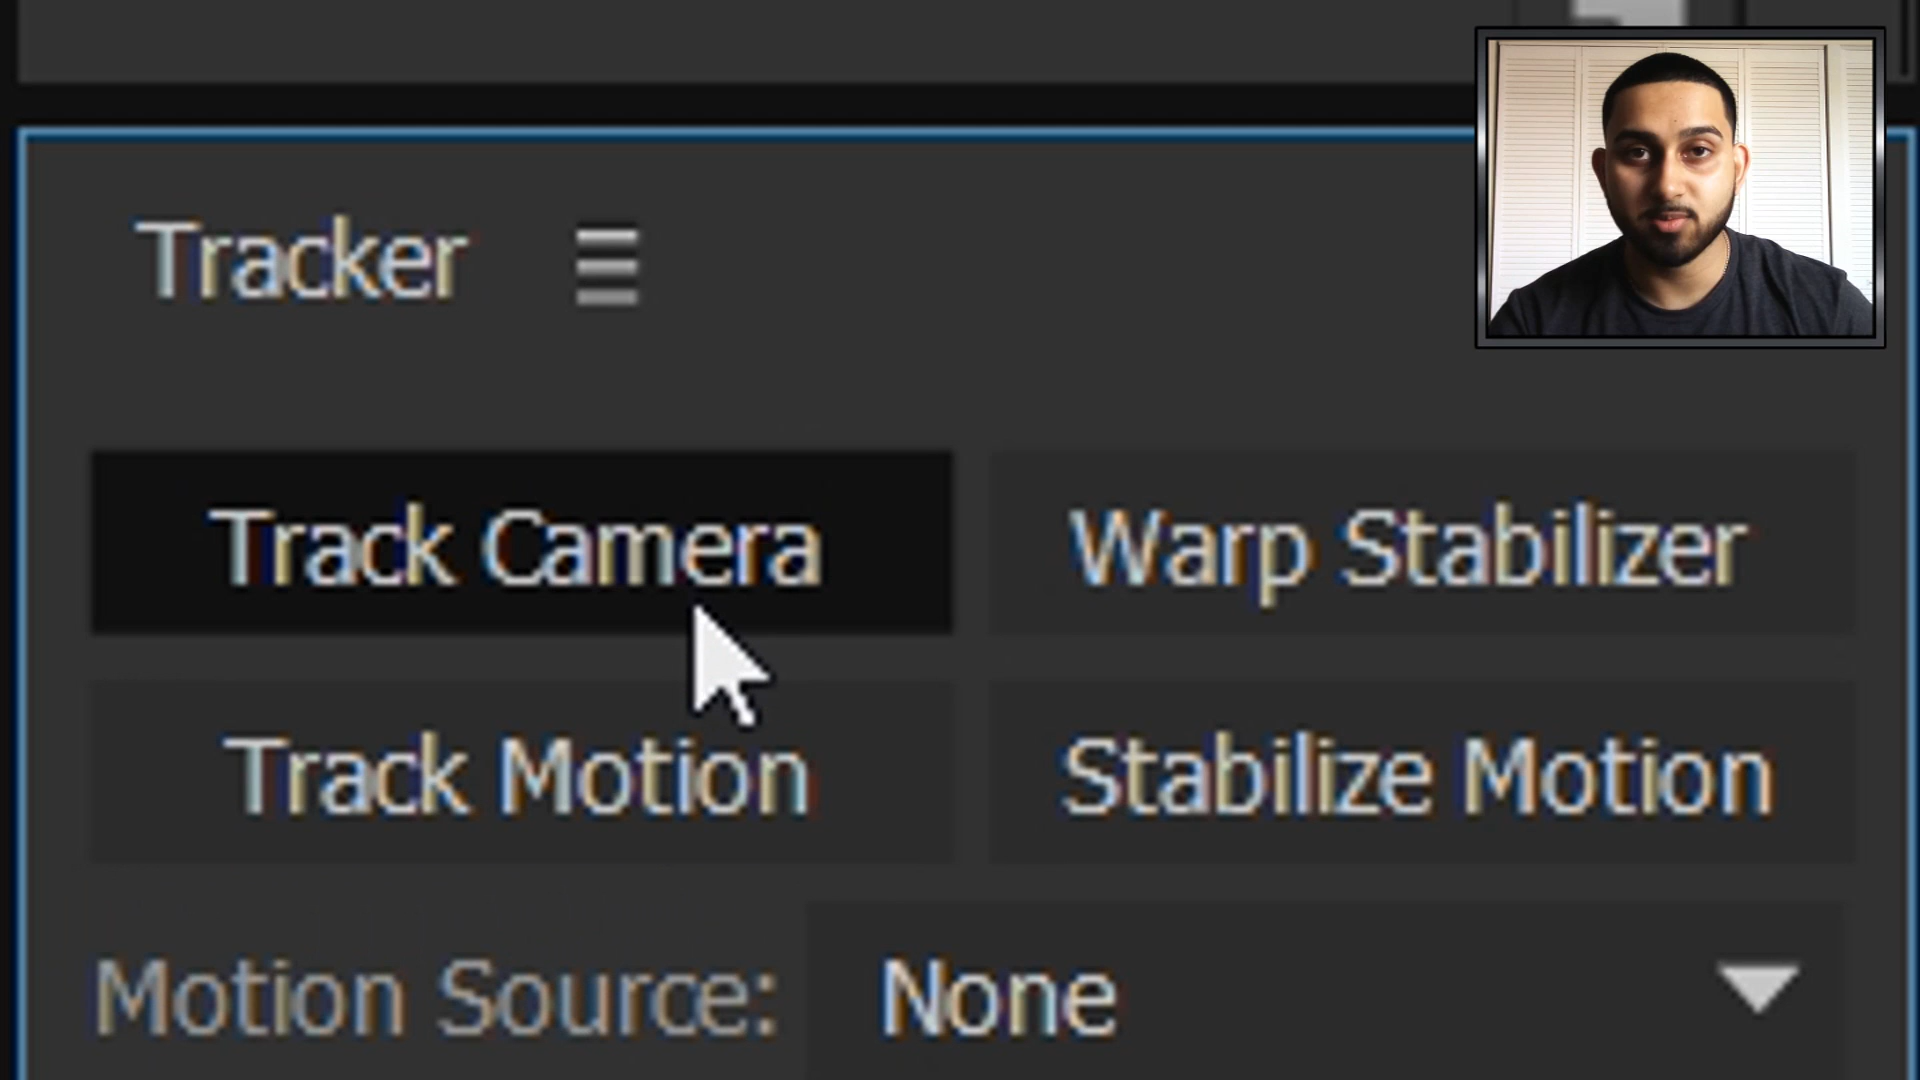 Tracker
Track Camera
Warp Stabilizer
Track Motion
Stabilize Motion
Motion Source: None